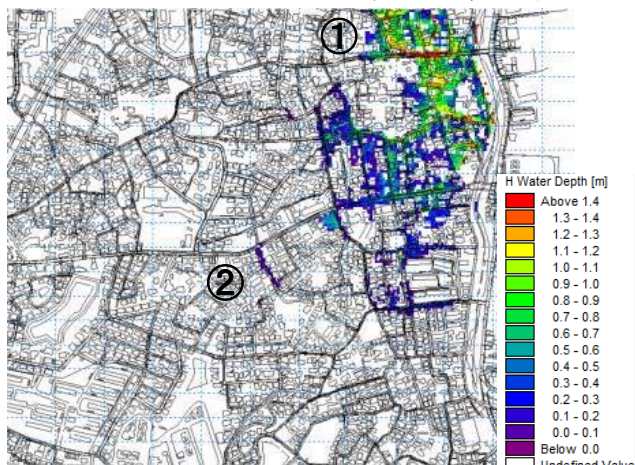 ①
②
H Water Depth [m]
Above 1.4
1.3 - 1.4
1.2 - 1.3
1.1 - 1.2
1.0 - 1.1
0.9 - 1.0
0.8 - 0.9
0.7 - 0.8
0.6 - 0.7
0.5 - 0.6
0.4 - 0.5
0.3 - 0.4
0.2 - 0.3
0.1 - 0.2
0.0 - 0.1
Below 0.0
Undefined Value